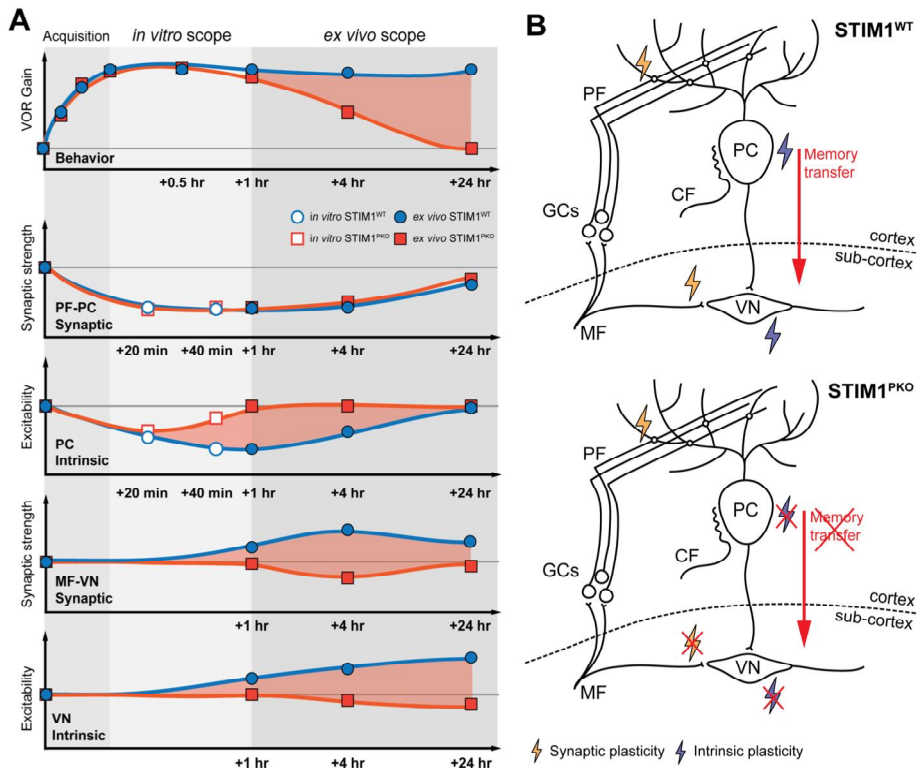 A
Acquisition
in vitro scope
ex vivo scope
VOR Gain
Behavior
+0.5 hr
+1 hr
+4 hr
+24 hr
in vitro STIM1WT
ex vivo STIM1WT
in vitro STIM1PKO
ex vivo STIM1PKO
Synaptic strength
PF-PC
Synaptic
+20 min
+40 min
+1 hr
+4 hr
+24 hr
Excitability
PC
Intrinsic
+20 min
+40 min
+1 hr
+4 hr
+24 hr
Synaptic strength
MF-VN
Synaptic
+1 hr
+4 hr
+24 hr
Excitability
VN
Intrinsic
+1 hr
+4 hr
+24 hr
B
STIM1WT
PF
PC
Memory
transfer
CF
GCs
cortex
sub-cortex
VN
MF
STIM1PKO
PF
PC
Memory
transfer
CF
GCs
cortex
sub-cortex
VN
MF
Synaptic plasticity
Intrinsic plasticity